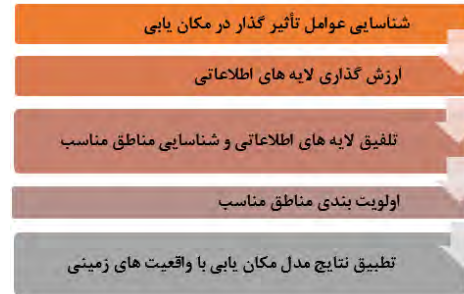 شناسایی عوامل تأثیر گذار در مکان یابی
ارزش گذاری لایه های اطلاعاتی
تلفیق لایه های اطلاعاتی و شناسایی مناطق مناسب
اولویت بندی مناطق مناسب
تطبیق نتایج مدل مکان یابی با واقعیت های زمینی